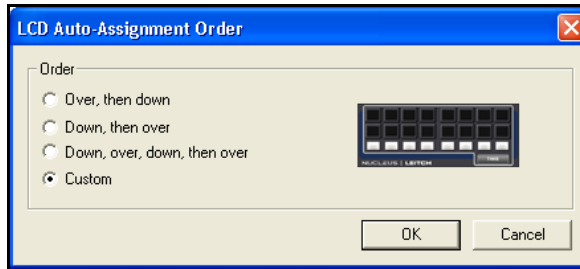 LCD Auto-Assignment Order
Order
Over, then down
Down, then over
Down, over, down, then over
Custom
NUCLEUS | LEITCH
OK
Cancel